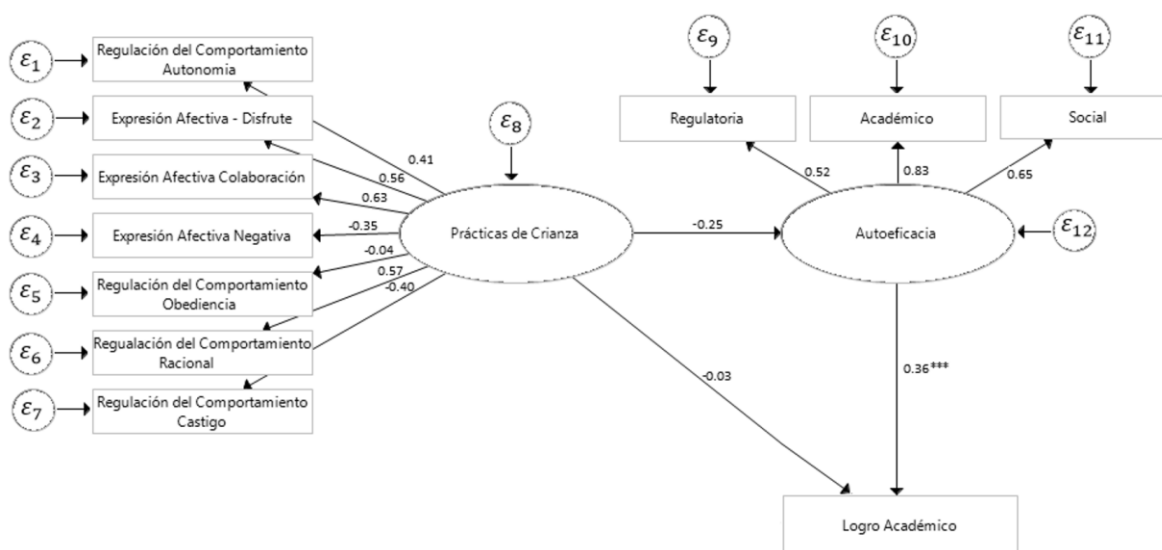 ε1
Regulación del Comportamiento
Autonomia
ε2
Expresión Afectiva - Disfrute
ε3
Expresión Afectiva Colaboración
ε4
Expresión Afectiva Negativa
ε5
Regulación del Comportamiento
Obediencia
ε6
Regualación del Comportamiento
Racional
ε7
Regulación del Comportamiento
Castigo
0.41
0.56
0.63
-0.35
-0.04
0.57
-0.40
ε8
Prácticas de Crianza
-0.25
-0.03
ε9
ε10
ε11
Regulatoria
Académico
Social
0.52
0.83
0.65
Autoeficacia
ε12
0.36***
Logro Académico